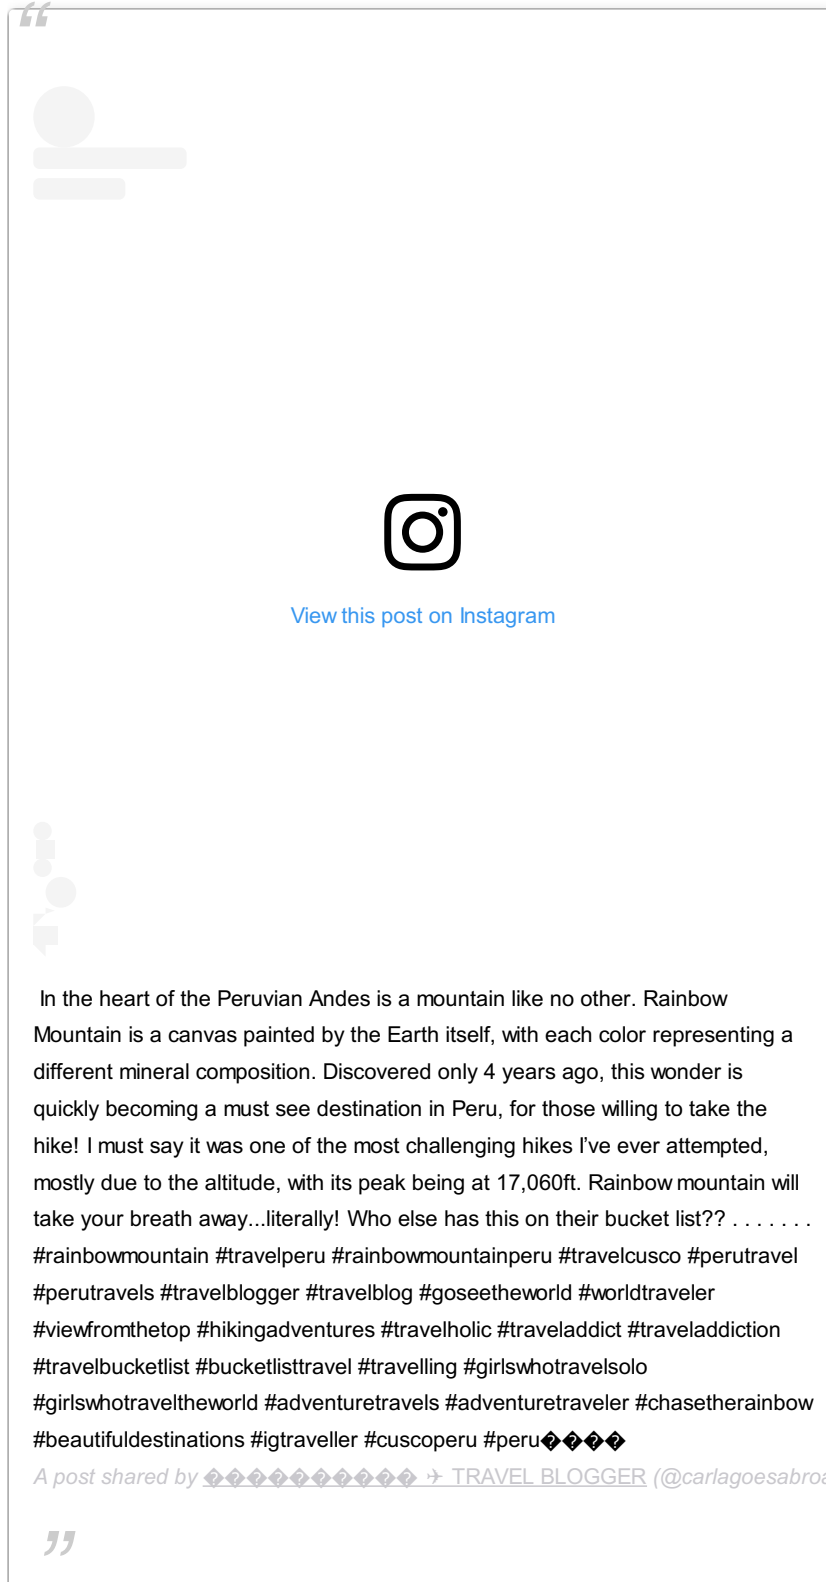 “
View this post on Instagram
In the heart of the Peruvian Andes is a mountain like no other. Rainbow
Mountain is a canvas painted by the Earth itself, with each color representing a
different mineral composition. Discovered only 4 years ago, this wonder is
quickly becoming a must see destination in Peru, for those willing to take the
hike! I must say it was one of the most challenging hikes I’ve ever attempted,
mostly due to the altitude, with its peak being at 17,060ft. Rainbow mountain will
take your breath away...literally! Who else has this on their bucket list?? . . . . . . .
#rainbowmountain #travelperu #rainbowmountainperu #travelcusco #perutravel
#perutravels #travelblogger #travelblog #goseetheworld #worldtraveler
#viewfromthetop #hikingadventures #travelholic #traveladdict #traveladdiction
#travelbucketlist #bucketlisttravel #travelling #girlswhotravelsolo
#girlswhotraveltheworld #adventuretravels #adventuretraveler #chasetherainbow
#beautifuldestinations #igtraveller #cuscoperu #peru����
A post shared by ���������� ✈ TRAVEL BLOGGER (@carlagoesabroa
”